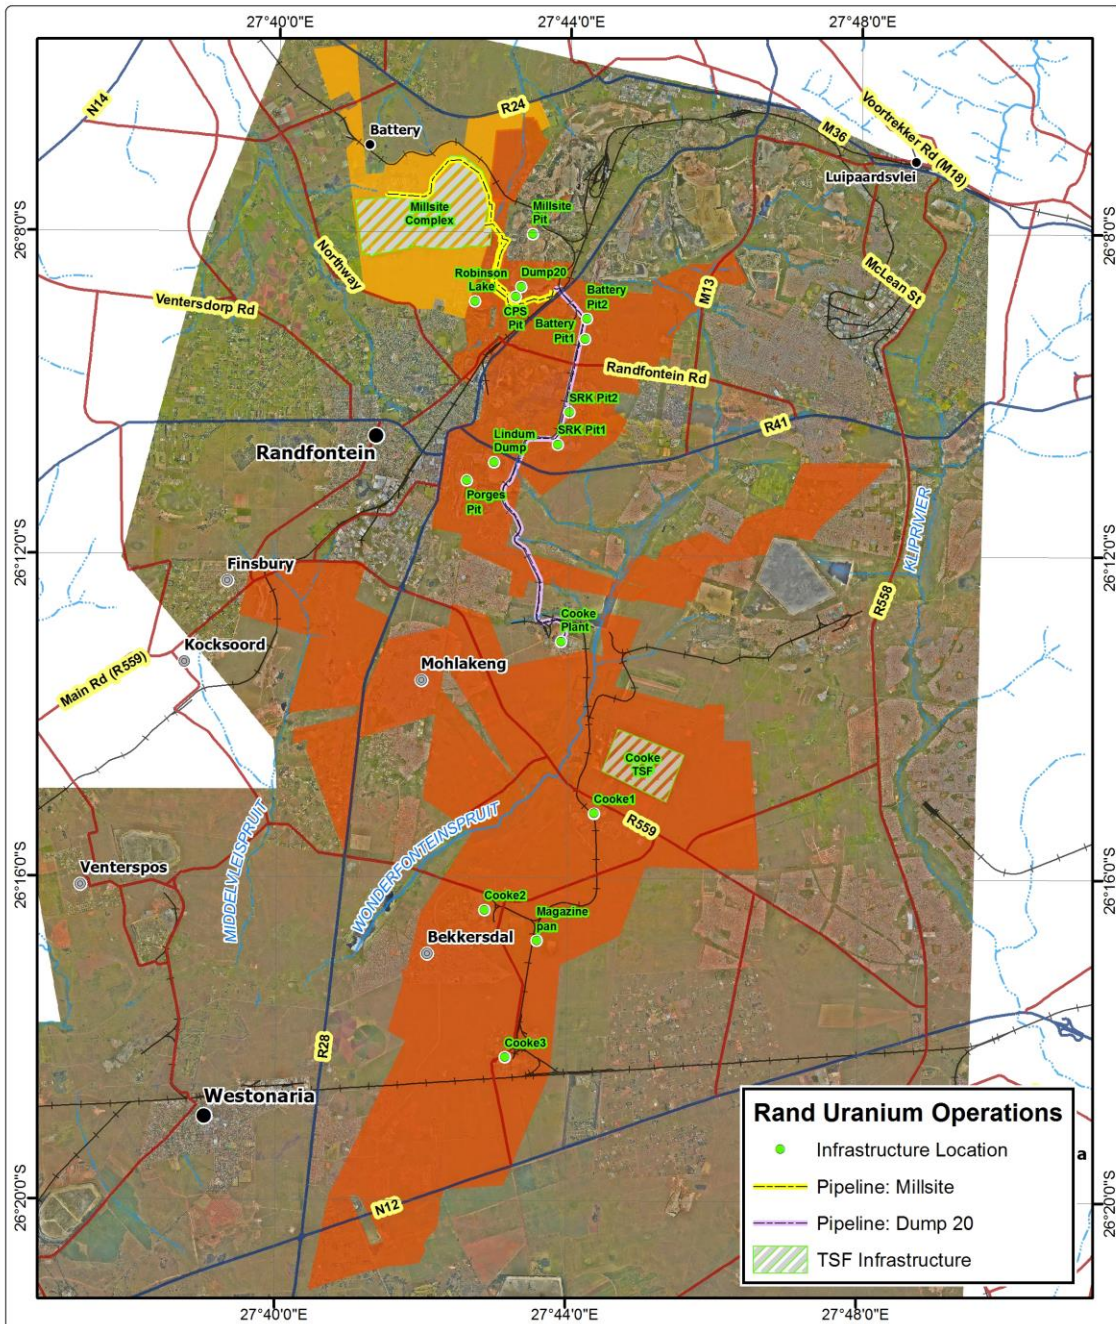 27°40'0"E
27°44'0"E
27°48'0"E
N14
R24
Battery
Voortrekker Rd (M18)
M36
Luipaardsvlei
Millsite
Complex
Millsite
Pit
26°8'0"S
26°8'0"S
Northway
Robinson
Lake
Dump20
M13
McLean St
Ventersdorp Rd
CPS
Pit
Battery
Pit2
Battery
Pit1
Randfontein Rd
SRK Pit2
R41
Randfontein
Lindum
Dump
SRK Pit1
Porges
Pit
KLIPRIVIER
26°12'0"S
26°12'0"S
Finsbury
R558
Cooke
Plant
Kocksoord
Main Rd (R559)
Mohlakeng
Cooke
TSF
Cooke1
R559
MIDDELVLEISPRUIT
WONDERFONTEINSPRUIT
Venterspos
26°16'0"S
26°16'0"S
Cooke2
Magazine
pan
Bekkersdal
R28
Cooke3
Westonaria
N12
26°20'0"S
26°20'0"S
Rand Uranium Operations
Infrastructure Location
a
Pipeline: Millsite
Pipeline: Dump 20
TSF Infrastructure
27°40'0"E
27°44'0"E
27°48'0"E